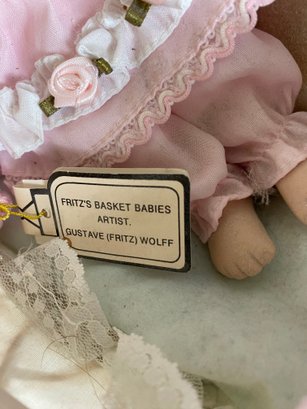 FRITZ'S BASKET BABIES
ARTIST.
GUSTAVE (FRITZ) WOLFF